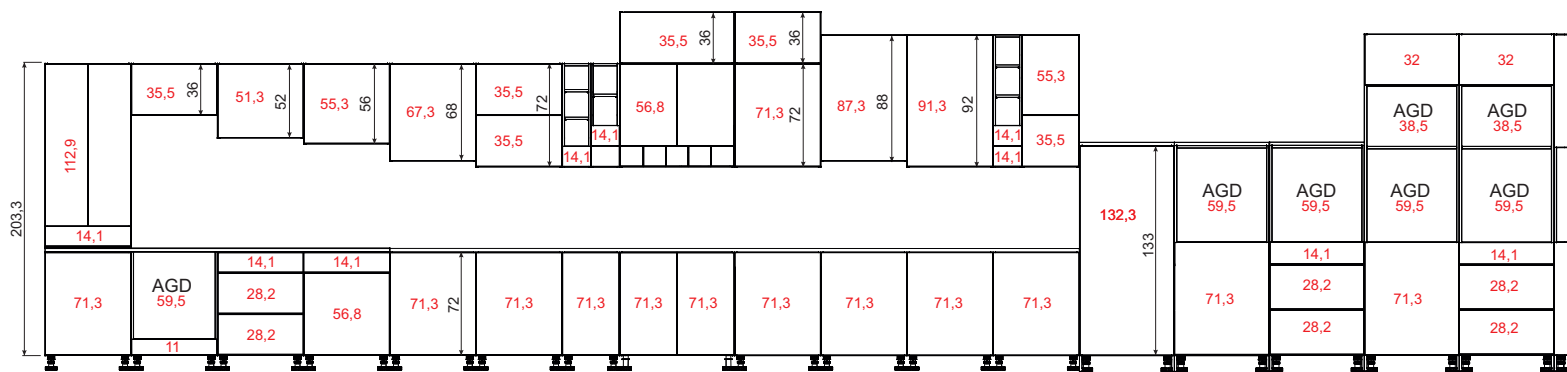 35,5 36 35,5 36
32 32
35,5 36 51,3 52 55,3 56 67,3 68 35,5 72 56,8 71,3 72 87,3 88 91,3 92 55,3
AGD AGD
38,5 38,5
112,9 35,5 14,1 14,1 35,5
14,1 14,1
AGD AGD AGD AGD
59,5 59,5 59,5 59,5
203,3 14,1 132,3 133
14,1 14,1 14,1 14,1
71,3 AGD 28,2 56,8 71,3 72 71,3 71,3 71,3 71,3 71,3 71,3 71,3 71,3 71,3 28,2 71,3 28,2
59,5
11 28,2 28,2 28,2